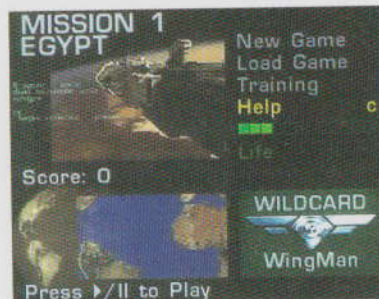 MISSION 1
EGYPT
New Game
Load Game
Training
Help c
Life
Score: 0
WILDCARD
WingMan
Press ▶/II to Play